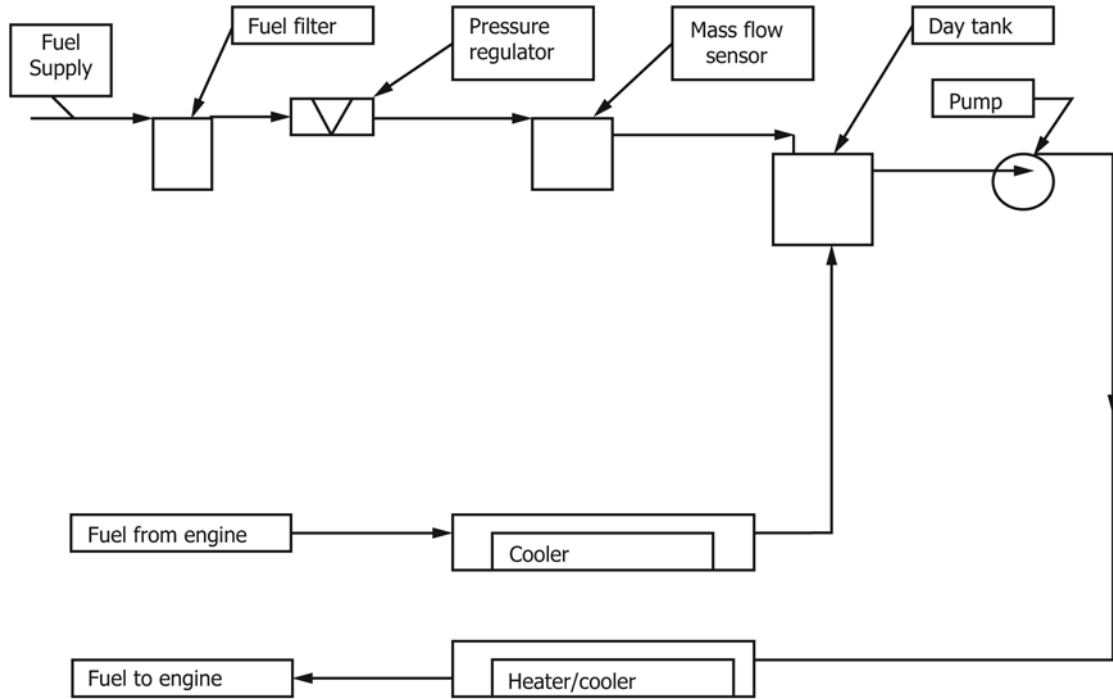 Fuel
Supply
Fuel filter
Pressure
regulator
Mass flow
sensor
Day tank
Pump
Fuel from engine
Cooler
Fuel to engine
Heater/cooler